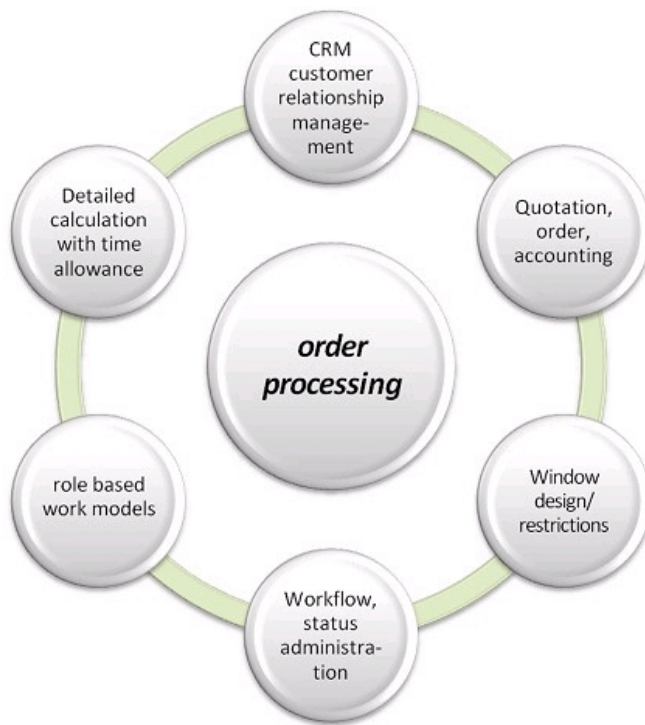 CRM
customer
relationship
manage-
ment
Quotation,
order,
accounting
Window
design/
restrictions
Workflow,
status
administra-
tion
role based
work models
Detailed
calculation
with time
allowance
order
processing